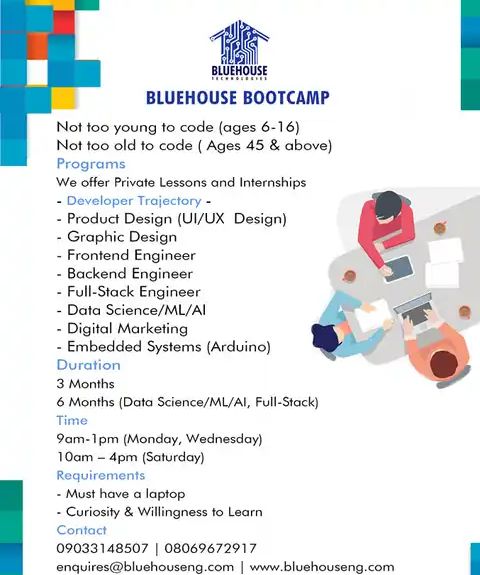 BLUEHOUSE
TECHNOLOGIES
BLUEHOUSE BOOTCAMP
Not too young to code (ages 6-16)
Not too old to code ( Ages 45 & above)
Programs
We offer Private Lessons and Internships
- Developer Trajectory -
- Product Design (UI/UX Design)
- Graphic Design
- Frontend Engineer
- Backend Engineer
- Full-Stack Engineer
- Data Science/ML/AI
- Digital Marketing
- Embedded Systems (Arduino)
Duration
3 Months
6 Months (Data Science/ML/AI, Full-Stack)
Time
9am-1pm (Monday, Wednesday)
10am – 4pm (Saturday)
Requirements
- Must have a laptop
- Curiosity & Willingness to Learn
Contact
09033148507 | 08069672917
enquires@bluehouseng.com | www.bluehouseng.com